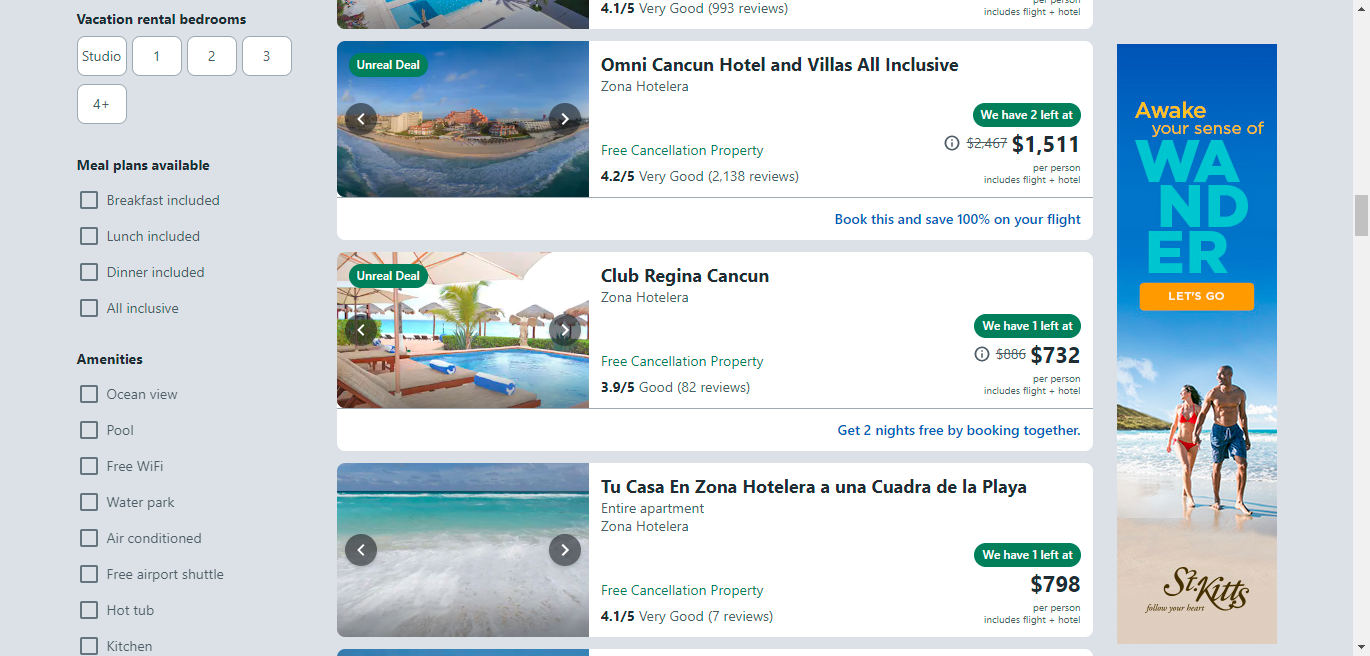 Vacation rental bedrooms
Studio
1
2
3
4+
Meal plans available
Breakfast included
Lunch included
Dinner included
All inclusive
Amenities
Ocean view
Pool
Free WiFi
Water park
Air conditioned
Free airport shuttle
Hot tub
Kitchen
4.1/5 Very Good (993 reviews)
per person
includes flight + hotel
Unreal Deal
Omni Cancun Hotel and Villas All Inclusive
Zona Hotelera
We have 2 left at
$2,467 $1,511
Free Cancellation Property
per person
4.2/5 Very Good (2,138 reviews)
includes flight + hotel
Book this and save 100% on your flight
Unreal Deal
Club Regina Cancun
Zona Hotelera
We have 1 left at
$886 $732
Free Cancellation Property
per person
3.9/5 Good (82 reviews)
includes flight + hotel
Get 2 nights free by booking together.
Tu Casa En Zona Hotelera a una Cuadra de la Playa
Entire apartment
Zona Hotelera
We have 1 left at
$798
Free Cancellation Property
per person
4.1/5 Very Good (7 reviews)
includes flight + hotel
Awake
your sense of
WA
ND
ER
LET'S GO
St. Kitts
follow your heart